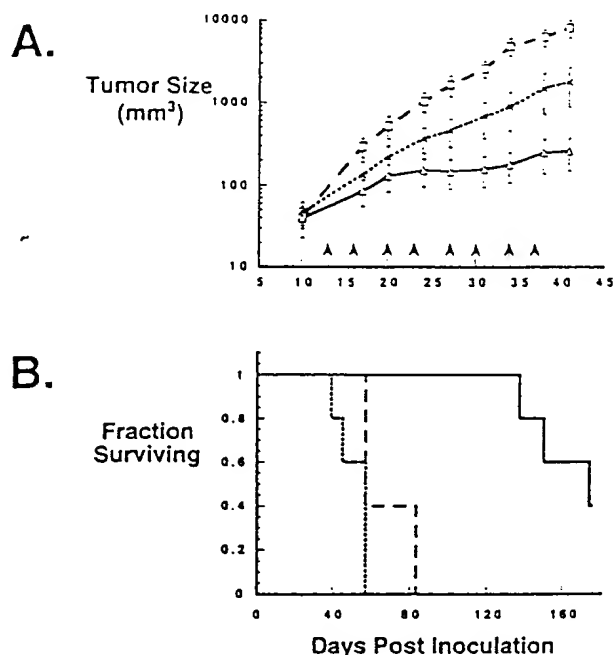 A.
Tumor Size
(mm³)
10000
1000
100
10
5 10 15 20 25 30 35 40 45
B.
Fraction
Surviving
1
0.8
0.6
0.4
0.2
0
0 40 80 120 160
Days Post Inoculation